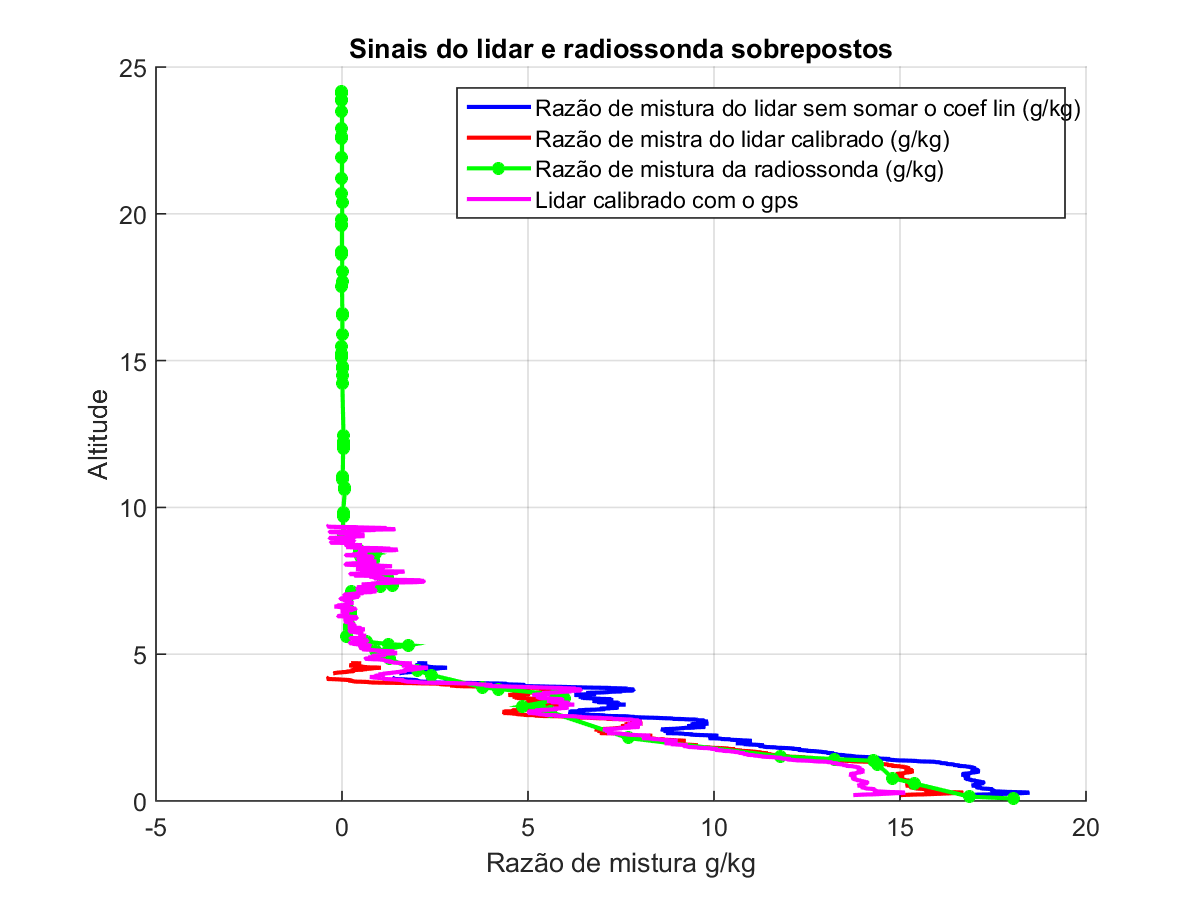 Sinais do lidar e radiossonda sobrepostos
25
20
15
10
5
0
Altitude
Razão de mistura do lidar sem somar o coef lin (g/kg)
Razão de mistra do lidar calibrado (g/kg)
Razão de mistura da radiossonda (g/kg)
Lidar calibrado com o gps
-5
0
5
10
15
20
Razão de mistura g/kg